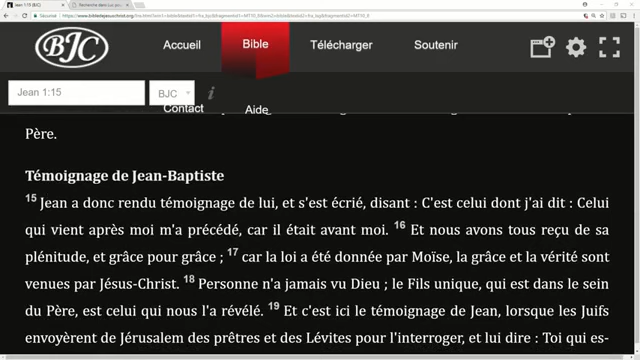 Jean 1:15 (BJC)
Recherche dans Luc pour
Sécurisé
https://www.bibledejesuschrist.org/
BJC
Accueil
Bible
Télécharger
Soutenir
Jean 1:15
BJC
i
Contact
Aide
Père.
Témoignage de Jean-Baptiste
15 Jean a donc rendu témoignage de lui, et s'est écrié, disant : C'est celui dont j'ai dit : Celui
qui vient après moi m'a précédé, car il était avant moi. 16 Et nous avons tous reçu de sa
plénitude, et grâce pour grâce ; 17 car la loi a été donnée par Moïse, la grâce et la vérité sont
venues par Jésus-Christ. 18 Personne n'a jamais vu Dieu ; le Fils unique, qui est dans le sein
du Père, est celui qui nous l'a révélé. 19 Et c'est ici le témoignage de Jean, lorsque les Juifs
envoyèrent de Jérusalem des prêtres et des Lévites pour l'interroger, et lui dire : Toi qui es-